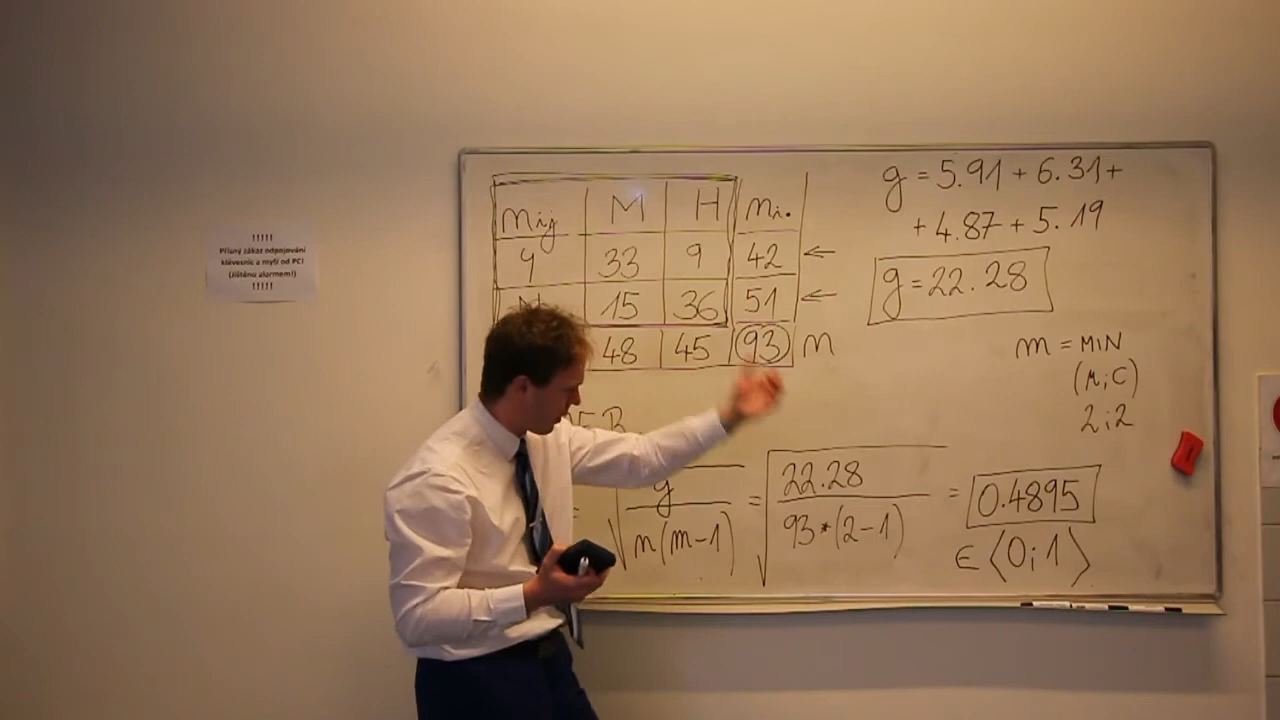 !!!!!
Přísný zákaz odpojování
klávesnic a myší od PC!
(Jištěno alarmem!)
!!!!!
nij M H ni.
Y 33 9 42 ←
15 36 51 ←
48 45 93 n
g = 5.91 + 6.31 +
+ 4.87 + 5.19
g = 22.28
m = MIN
(r;C)
2;2
= √ g / n(m-1) = √ 22.28 / 93*(2-1) = 0.4895
∈ ⟨0;1⟩